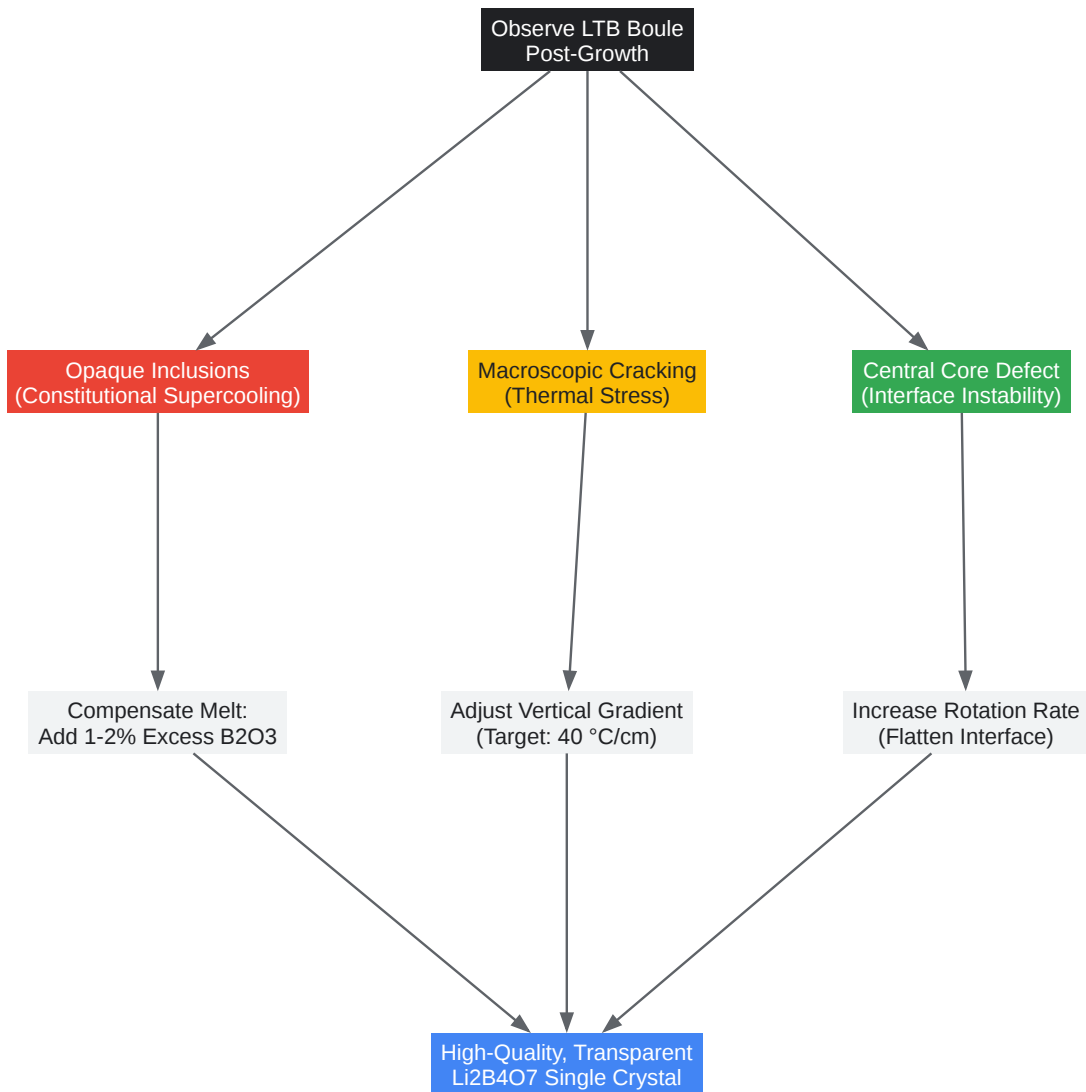 Observe LTB Boule
Post-Growth
Opaque Inclusions
(Constitutional Supercooling)
Macroscopic Cracking
(Thermal Stress)
Central Core Defect
(Interface Instability)
Compensate Melt:
Add 1-2% Excess B2O3
Adjust Vertical Gradient
(Target: 40 °C/cm)
Increase Rotation Rate
(Flatten Interface)
High-Quality, Transparent
Li2B4O7 Single Crystal